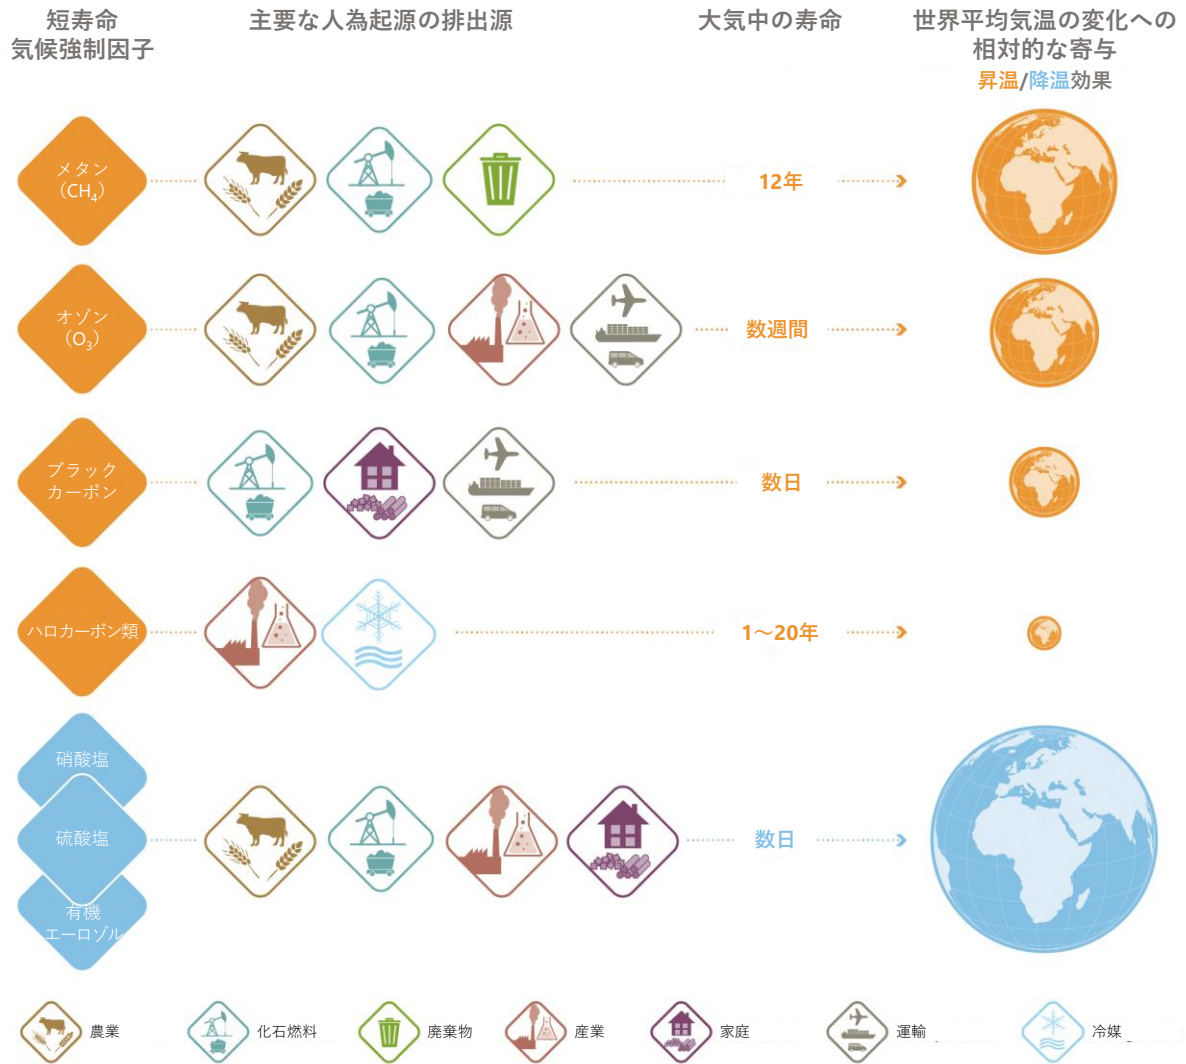 短寿命
気候強制因子
主要な人為起源の排出源
大気中の寿命
世界平均気温の変化への
相対的な寄与
昇温/降温効果
メタン
（CH₄）
12年
オゾン
（O₃）
数週間
ブラック
カーボン
数日
ハロカーボン類
1～20年
硝酸塩
硫酸塩
有機
エーロゾル
数日
農業
化石燃料
廃棄物
産業
家庭
運輸
冷媒